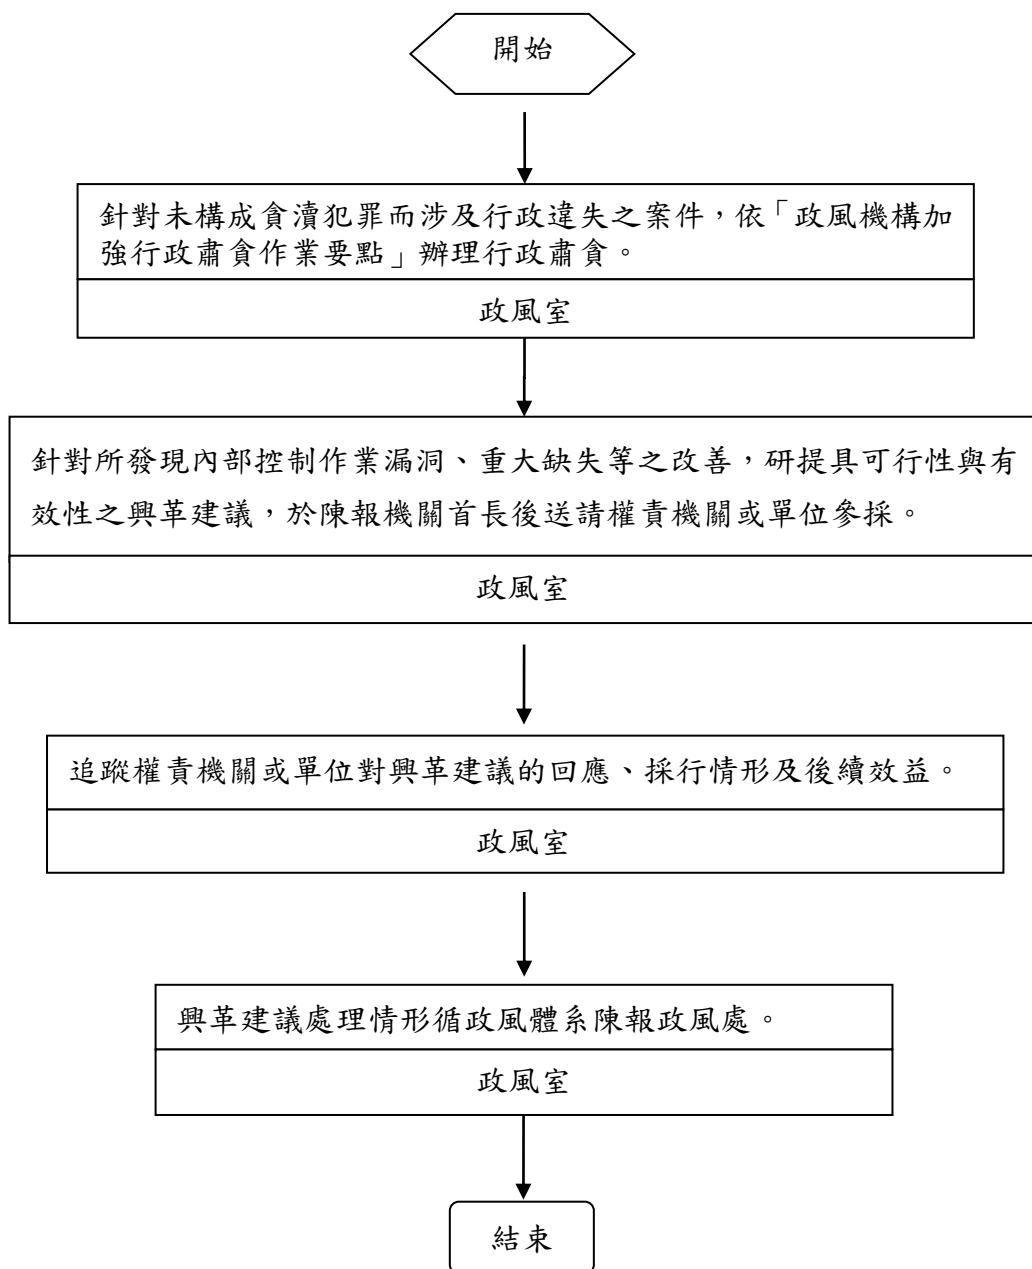 開始
針對未構成貪瀆犯罪而涉及行政違失之案件，依「政風機構加
強行政肅貪作業要點」辦理行政肅貪。
政風室
針對所發現內部控制作業漏洞、重大缺失等之改善，研提具可行性與有
效性之興革建議，於陳報機關首長後送請權責機關或單位參採。
政風室
追蹤權責機關或單位對興革建議的回應、採行情形及後續效益。
政風室
興革建議處理情形循政風體系陳報政風處。
政風室
結束